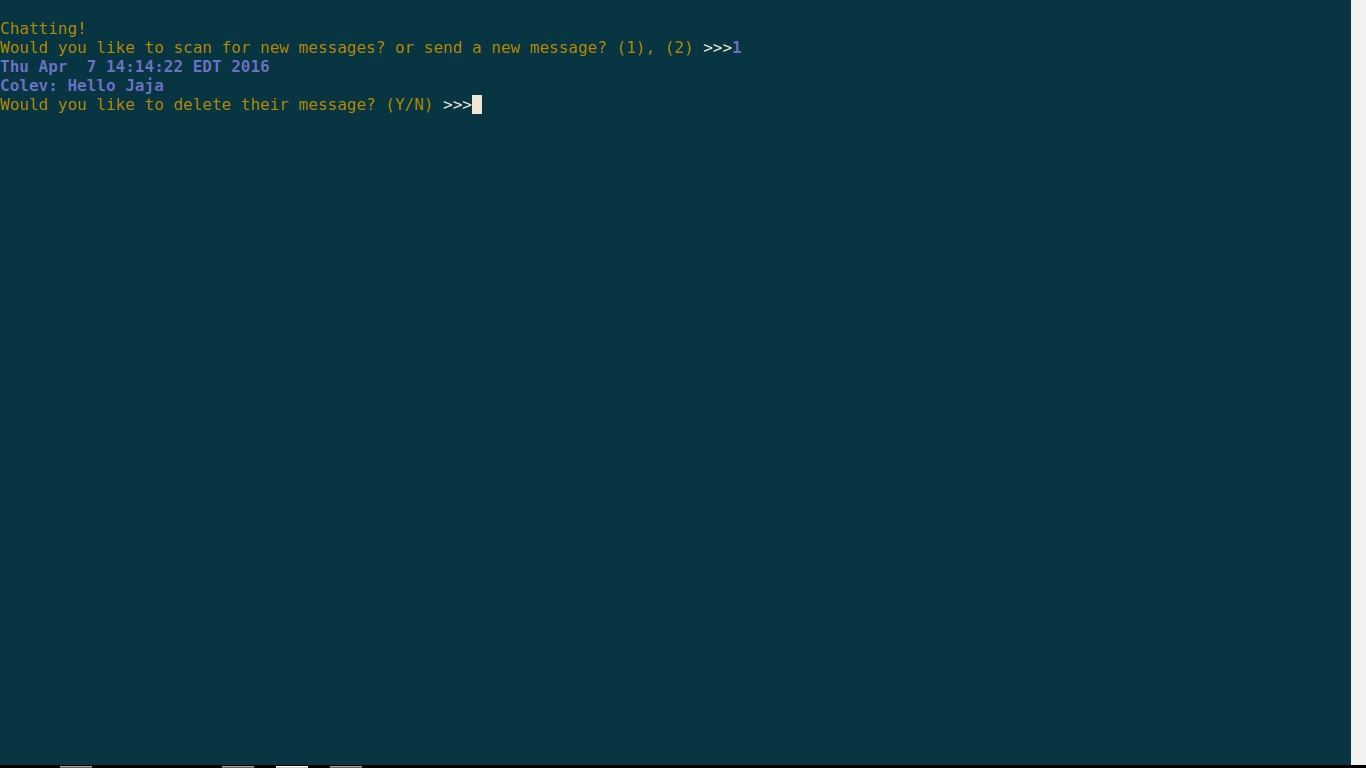 Chatting!
Would you like to scan for new messages? or send a new message? (1), (2) >>>1
Thu Apr  7 14:14:22 EDT 2016
Colev: Hello Jaja
Would you like to delete their message? (Y/N) >>>